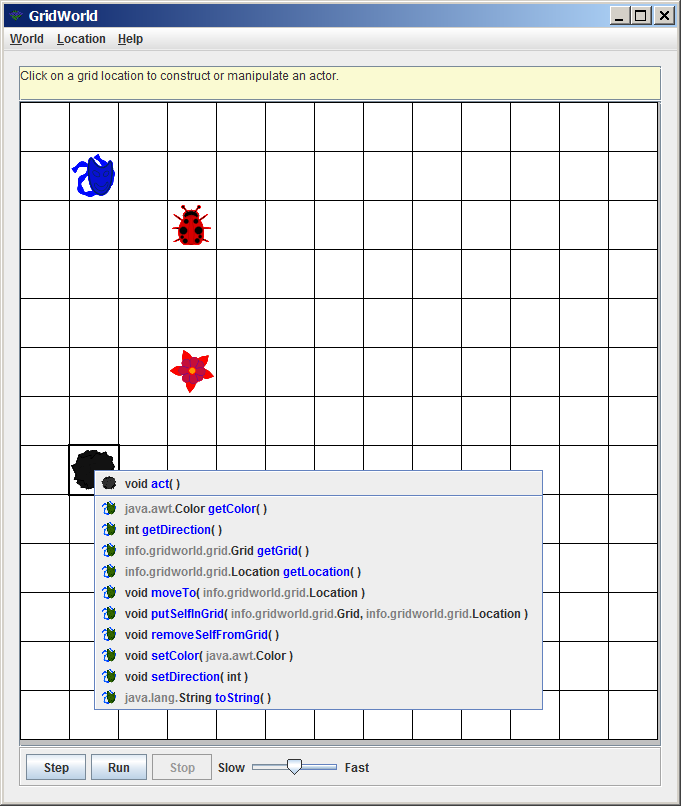 GridWorld
World Location Help
Click on a grid location to construct or manipulate an actor.
void act( )
java.awt.Color getColor( )
int getDirection( )
info.gridworld.grid.Grid getGrid( )
info.gridworld.grid.Location getLocation( )
void moveTo( info.gridworld.grid.Location )
void putSelfInGrid( info.gridworld.grid.Grid, info.gridworld.grid.Location )
void removeSelfFromGrid( )
void setColor( java.awt.Color )
void setDirection( int )
java.lang.String toString( )
Step Run Stop Slow Fast